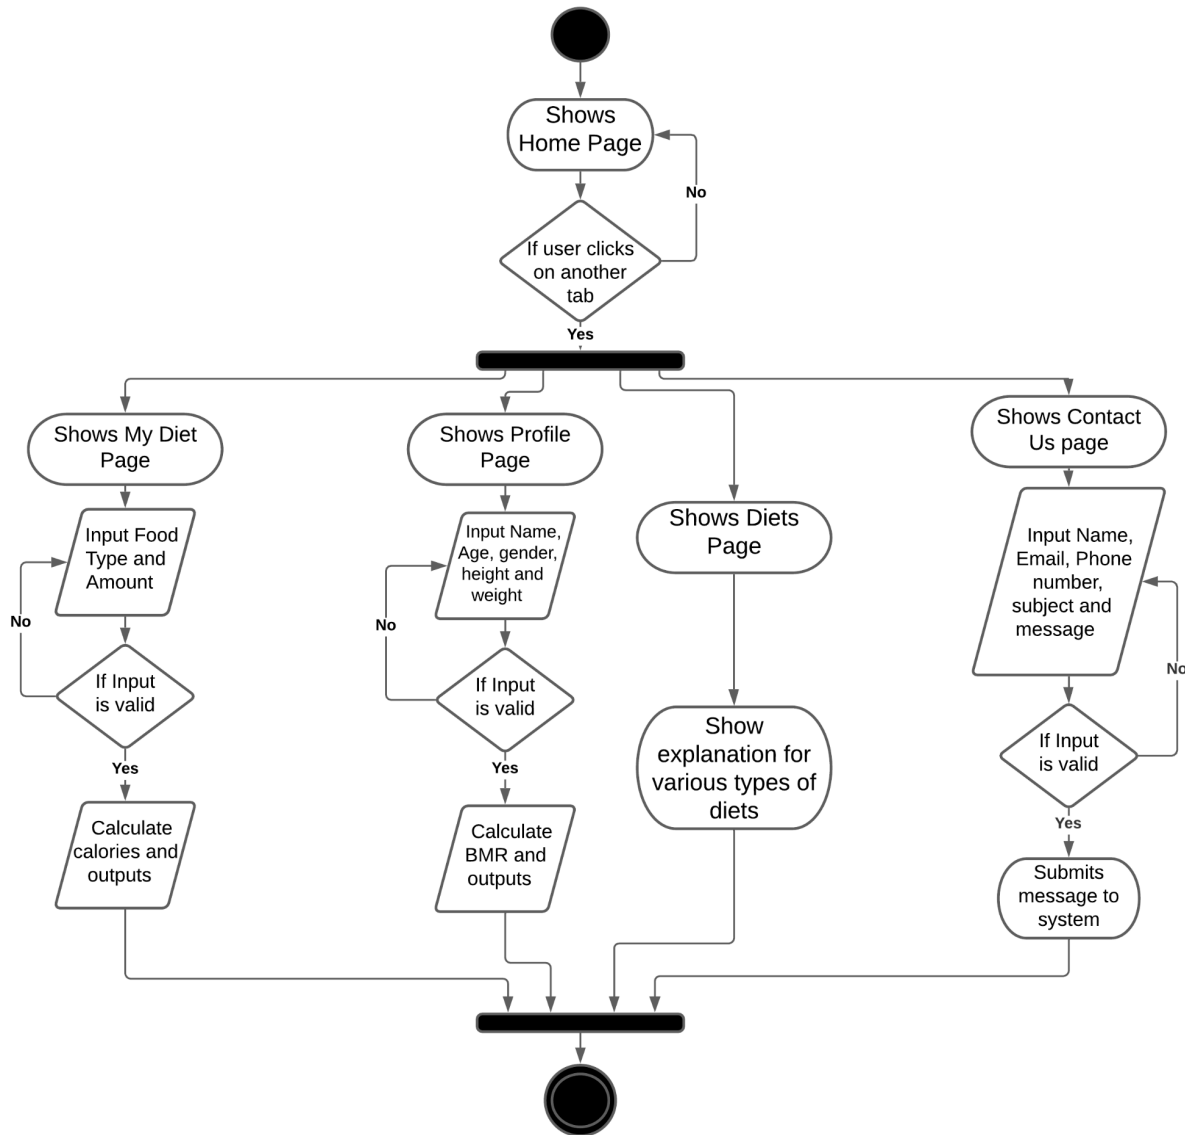 Shows
Home Page
No
If user clicks
on another
tab
Yes
Shows My Diet
Page
Input Food
Type and
Amount
No
If Input
is valid
Yes
Calculate
calories and
outputs
Shows Profile
Page
Input Name,
Age, gender,
height and
weight
No
If Input
is valid
Yes
Calculate
BMR and
outputs
Shows Diets
Page
Show
explanation for
various types of
diets
Shows Contact
Us page
Input Name,
Email, Phone
number,
subject and
message
No
If Input
is valid
Yes
Submits
message to
system